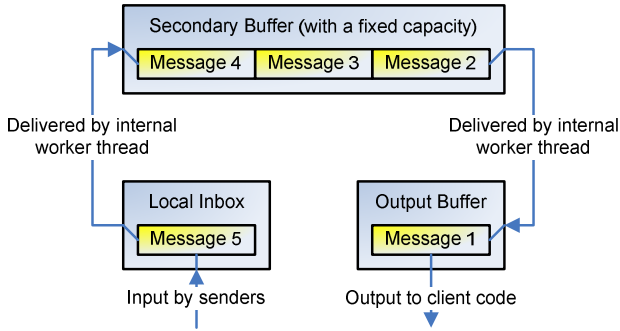 Secondary Buffer (with a fixed capacity)
Message 4 Message 3 Message 2
Delivered by internal
worker thread
Delivered by internal
worker thread
Local Inbox
Message 5
Output Buffer
Message 1
Input by senders
Output to client code